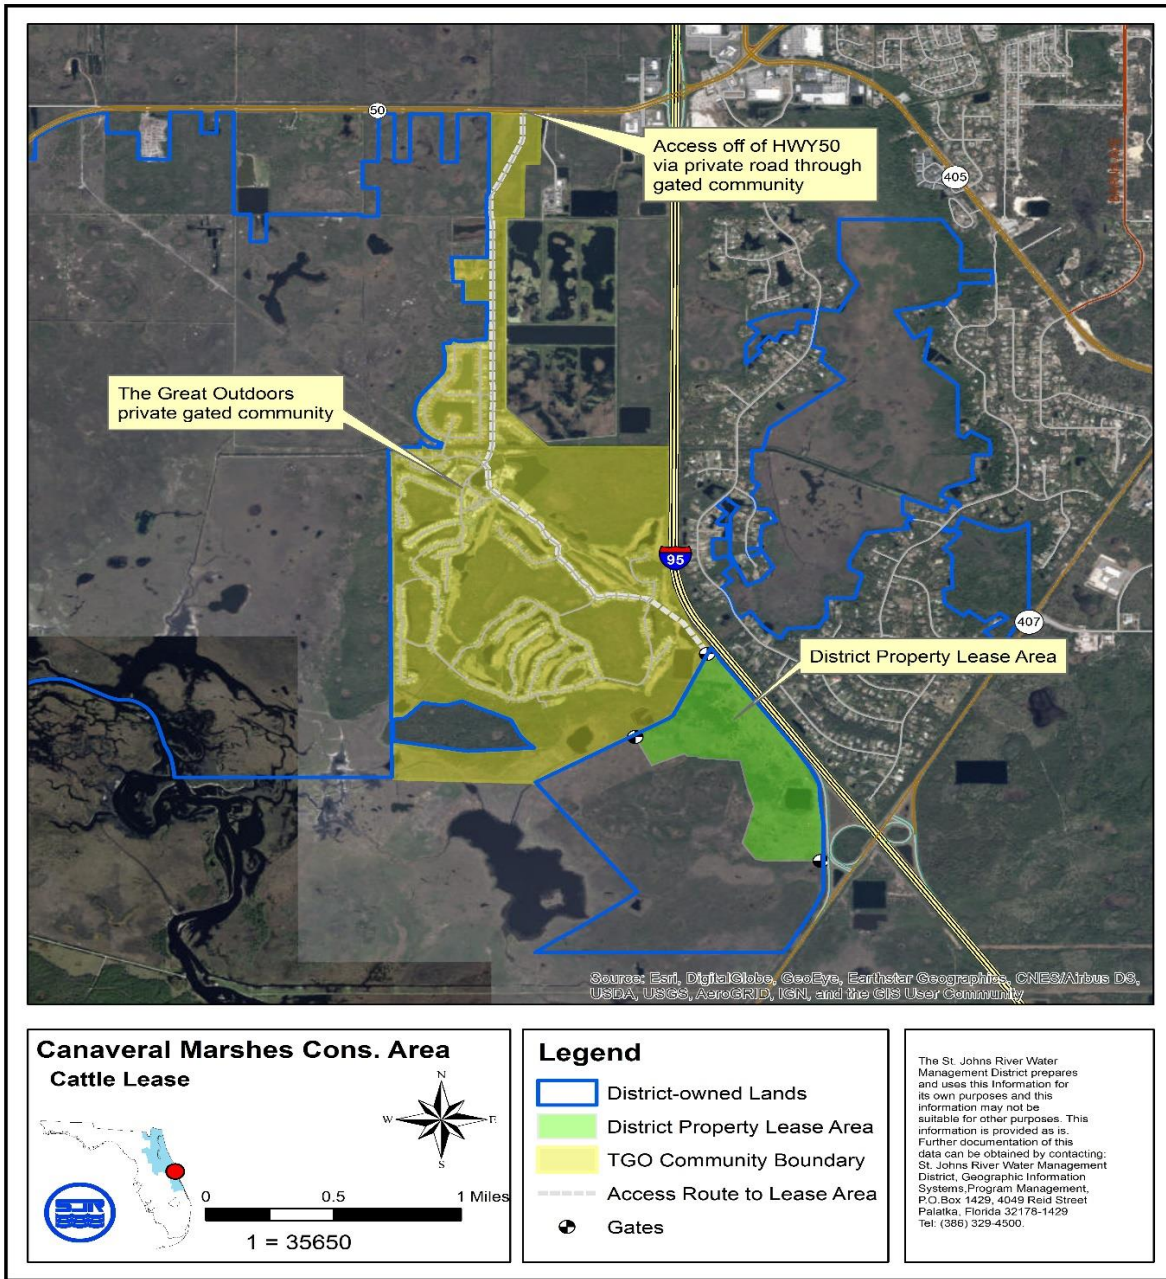 50
Access off of HWY50
via private road through
gated community
405
The Great Outdoors
private gated community
95
407
District Property Lease Area
Source: Esri, DigitalGlobe, GeoEye, Earthstar Geographics, CNES/Airbus DS,
USDA, USGS, AeroGRID, IGN, and the GIS User Community
Canaveral Marshes Cons. Area
Cattle Lease
N
W E
S
SJR
0 0.5 1 Miles
1 = 35650
Legend
District-owned Lands
District Property Lease Area
TGO Community Boundary
Access Route to Lease Area
Gates
The St. Johns River Water
Management District prepares
and uses this Information for
its own purposes and this
information may not be
suitable for other purposes. This
information is provided as is.
Further documentation of this
data can be obtained by contacting:
St. Johns River Water Management
District, Geographic Information
Systems,Program Management,
P.O.Box 1429, 4049 Reid Street
Palatka, Florida 32178-1429
Tel: (386) 329-4500.